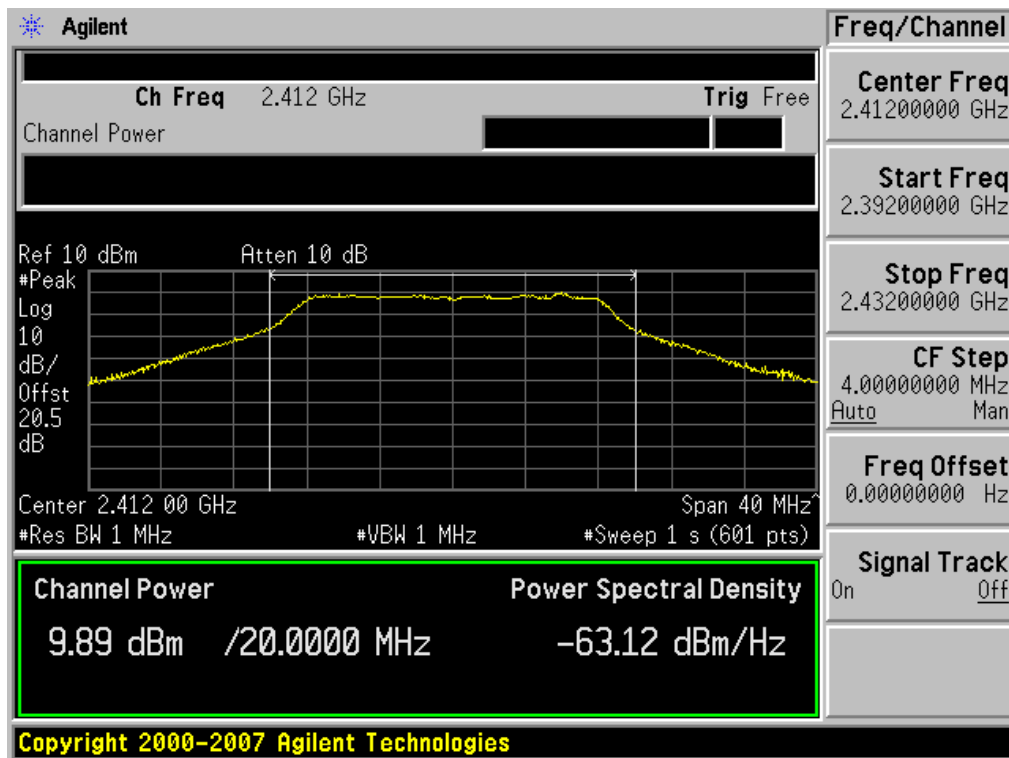 Agilent
Freq/Channel
Ch Freq 2.412 GHz Trig Free
Channel Power
Center Freq
2.41200000 GHz
Start Freq
2.39200000 GHz
Stop Freq
2.43200000 GHz
CF Step
4.00000000 MHz
Auto Man
Freq Offset
0.00000000 Hz
Signal Track
On Off
Ref 10 dBm Atten 10 dB
#Peak
Log
10
dB/
Offst
20.5
dB
Center 2.412 00 GHz Span 40 MHz^
#Res BW 1 MHz #VBW 1 MHz #Sweep 1 s (601 pts)
Channel Power Power Spectral Density
9.89 dBm /20.0000 MHz -63.12 dBm/Hz
Copyright 2000-2007 Agilent Technologies